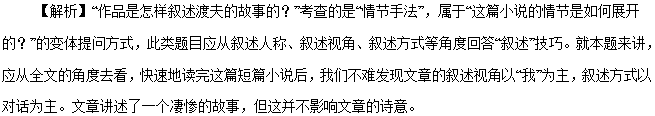 【解析】“作品是怎样叙述渡夫的故事的？”考查的是“情节手法”，属于“这篇小说的情节是如何展开
的？”的变体提问方式，此类题目应从叙述人称、叙述视角、叙述方式等角度回答“叙述”技巧。就本题来讲，
应从全文的角度去看，快速地读完这篇短篇小说后，我们不难发现文章的叙述视角以“我”为主，叙述方式以
对话为主。文章讲述了一个凄惨的故事，但这并不影响文章的诗意。